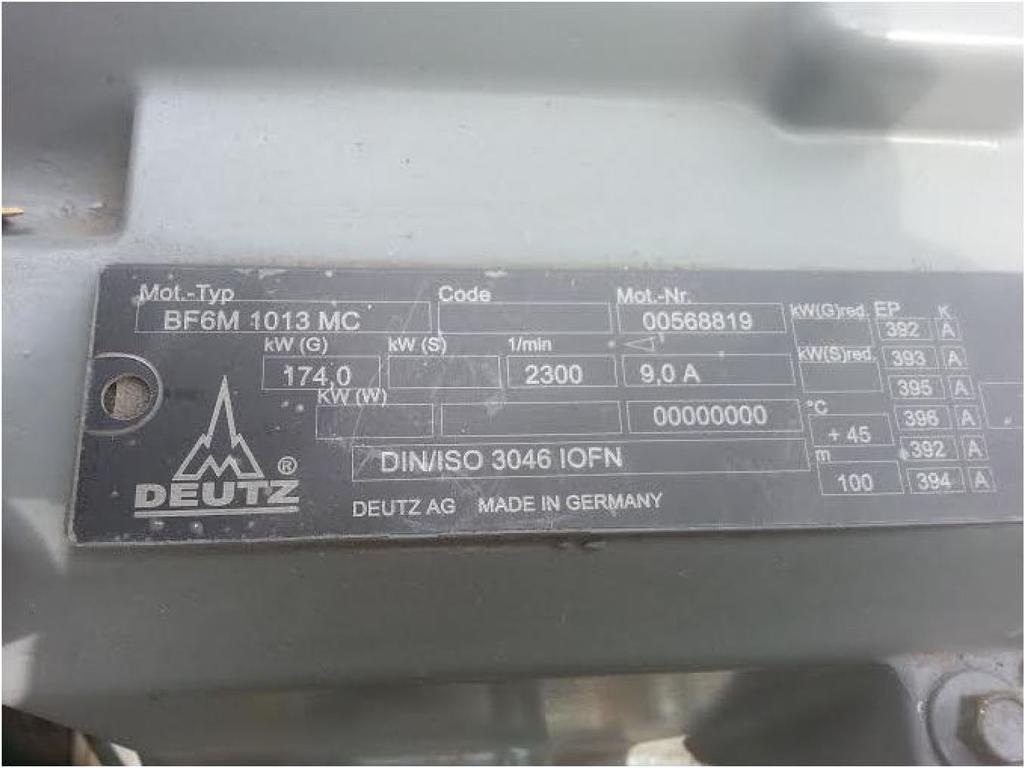 Mot.-Typ Code Mot.-Nr. kW(G)red. EP K
BF6M 1013 MC 00568819 392 A
kW (G) kW (S) 1/min kW(S)red. 393 A
174,0 2300 9,0 A 395 A
KW (W) °C 396 A
00000000 + 45
m 392 A
DIN/ISO 3046 IOFN 100 394 A
DEUTZ ®
DEUTZ AG MADE IN GERMANY